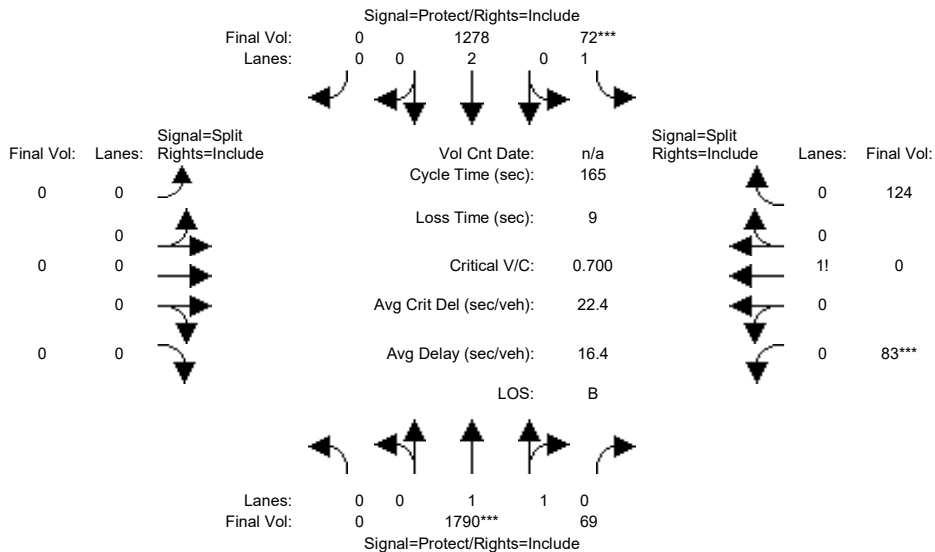 Signal=Protect/Rights=Include
Final Vol: 0 1278 72***
Lanes: 0 0 2 0 1
Signal=Split
Final Vol: Lanes: Rights=Include
Vol Cnt Date: n/a
Signal=Split
Rights=Include Lanes: Final Vol:
Cycle Time (sec): 165
0 0
0 124
Loss Time (sec): 9
0
0
0 0
Critical V/C: 0.700
1! 0
0
Avg Crit Del (sec/veh): 22.4
0
0 0
Avg Delay (sec/veh): 16.4
0 83***
LOS: B
Lanes: 0 0 1 1 0
Final Vol: 0 1790*** 69
Signal=Protect/Rights=Include